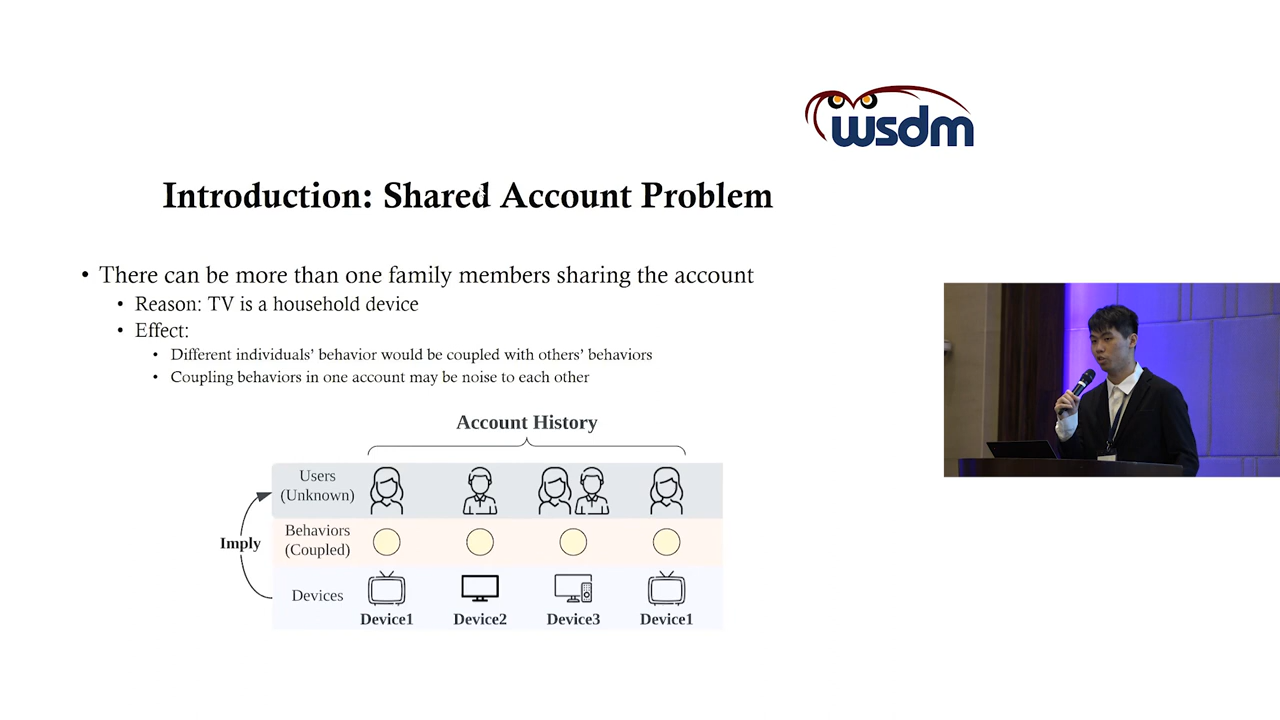 wsdm
Introduction: Shared Account Problem
• There can be more than one family members sharing the account
• Reason: TV is a household device
• Effect:
• Different individuals' behavior would be coupled with others' behaviors
• Coupling behaviors in one account may be noise to each other
Account History
Users
(Unknown)
Behaviors
(Coupled)
Imply
Devices
Device1 Device2 Device3 Device1